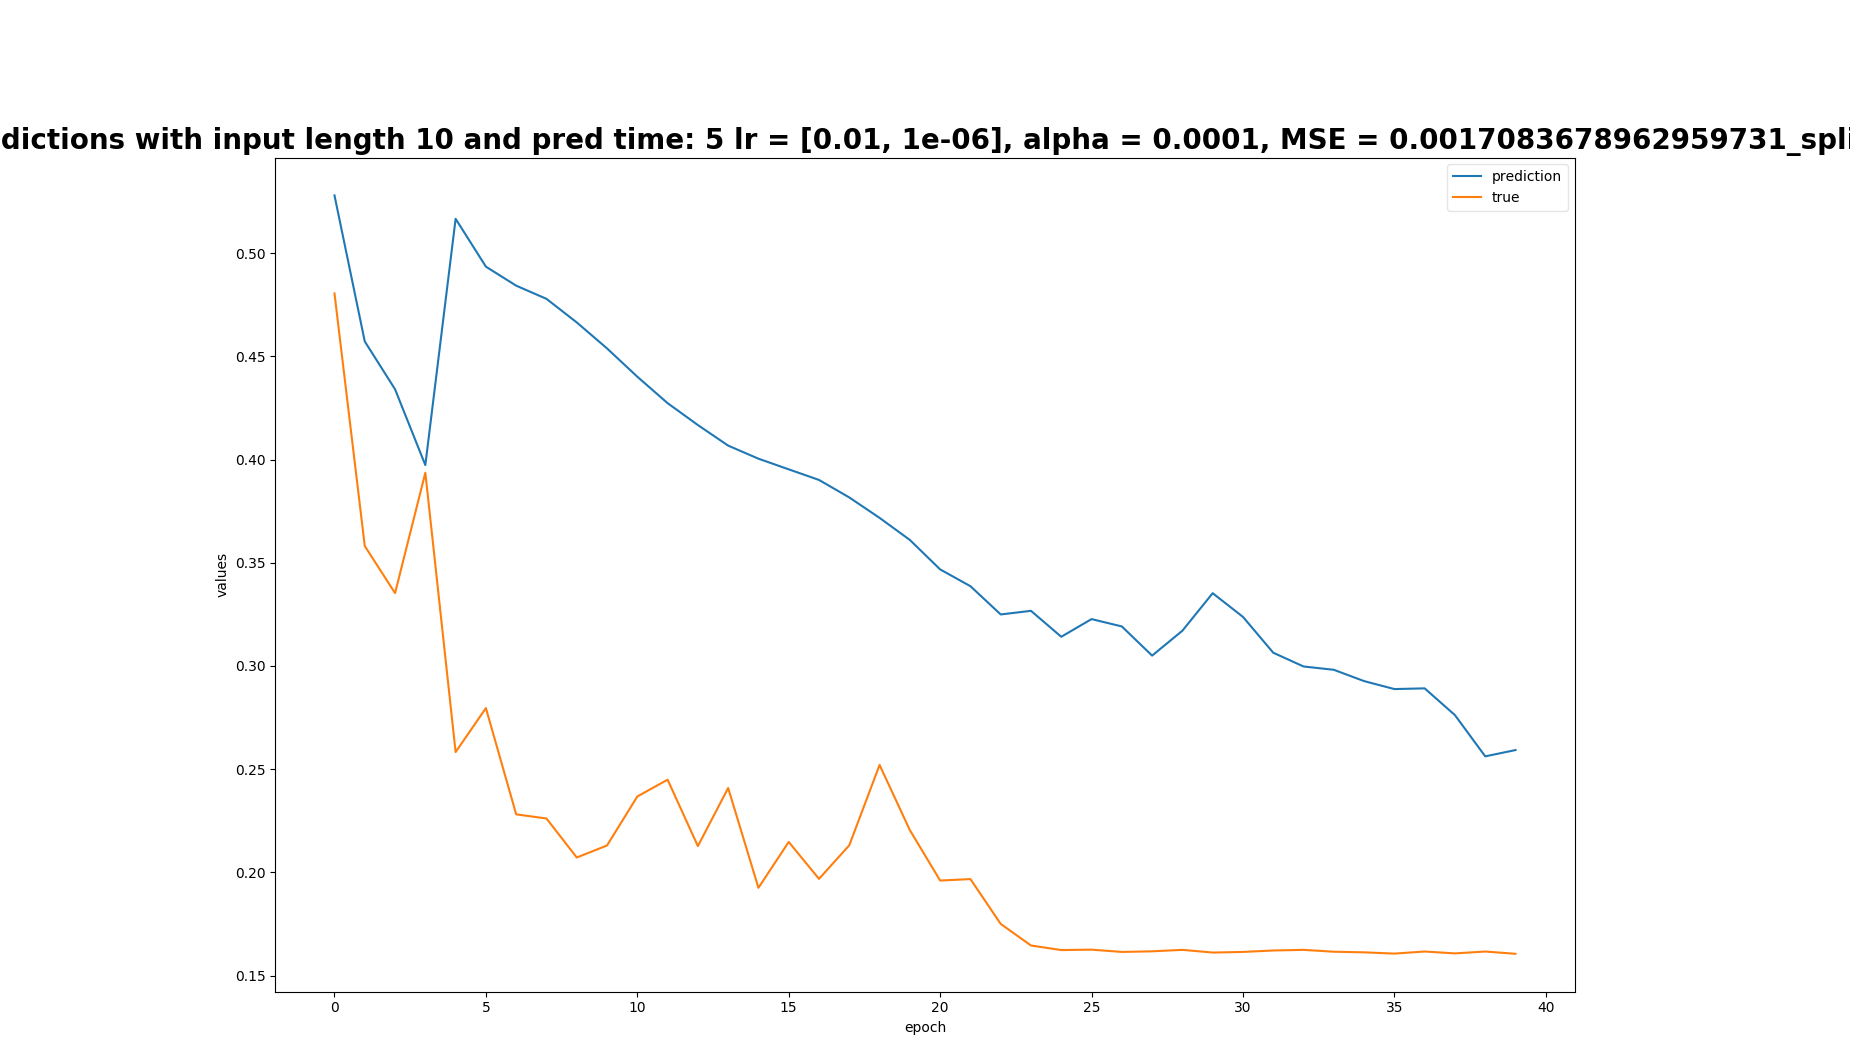 dictions with input length 10 and pred time: 5 lr = [0.01, 1e-06], alpha = 0.0001, MSE = 0.0017083678962959731_spli
prediction
true
0.50
0.45
0.40
0.35
0.30
0.25
0.20
0.15
values
0 5 10 15 20 25 30 35 40
epoch